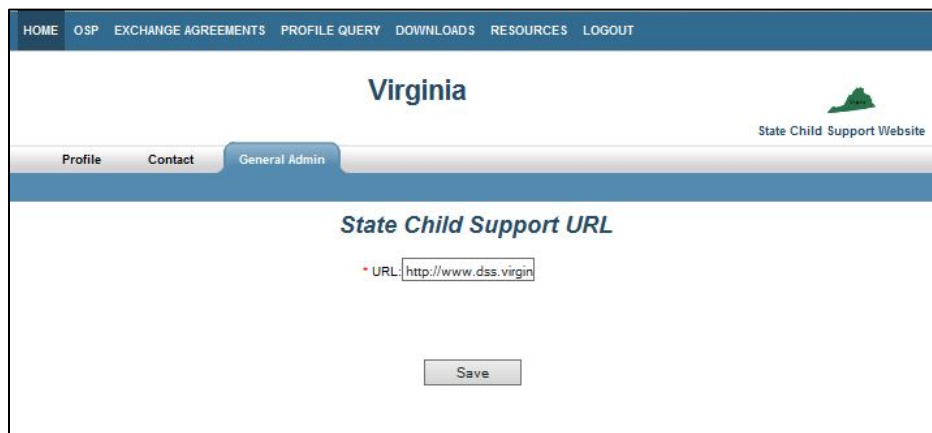 HOME OSP EXCHANGE AGREEMENTS PROFILE QUERY DOWNLOADS RESOURCES LOGOUT
Virginia
State Child Support Website
Profile Contact General Admin
State Child Support URL
* URL: http://www.dss.virgin
Save